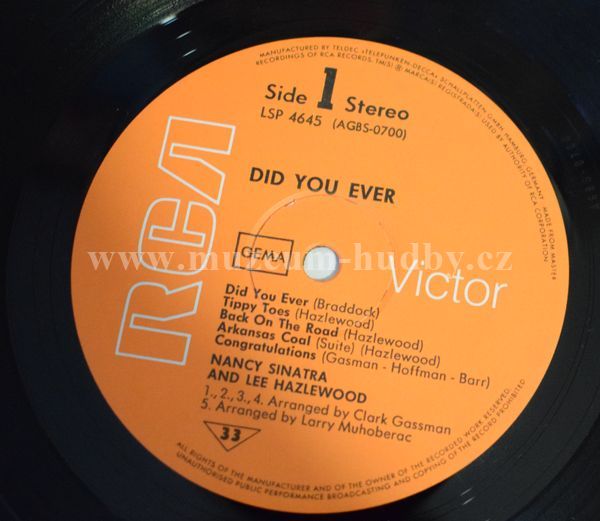 MANUFACTURED BY TELDEC »TELEFUNKEN-DECCA« SCHALLPLATTEN GMBH HAMBURG, GERMANY, MADE FROM MASTER
RECORDINGS OF RCA RECORDS, TM(S) ® MARCA(S) REGISTRADA(S) USED BY AUTHORITY OF RCA CORPORATION
Side 1 Stereo
LSP 4645 (AGBS-0700)
DID YOU EVER
RCA
GEMA
Victor
www.muzeum-hudby.cz
Did You Ever (Braddock)
Tippy Toes (Hazlewood)
Back On The Road (Hazlewood)
Arkansas Coal (Suite) (Hazlewood)
Congratulations (Gasman - Hoffman - Barr)
NANCY SINATRA
AND LEE HAZLEWOOD
1., 2., 3., 4. Arranged by Clark Gassman
5. Arranged by Larry Muhoberac
33
ALL RIGHTS OF THE MANUFACTURER AND OF THE OWNER OF THE RECORDED WORK RESERVED.
UNAUTHORISED PUBLIC PERFORMANCE BROADCASTING AND COPYING OF THE RECORD PROHIBITED